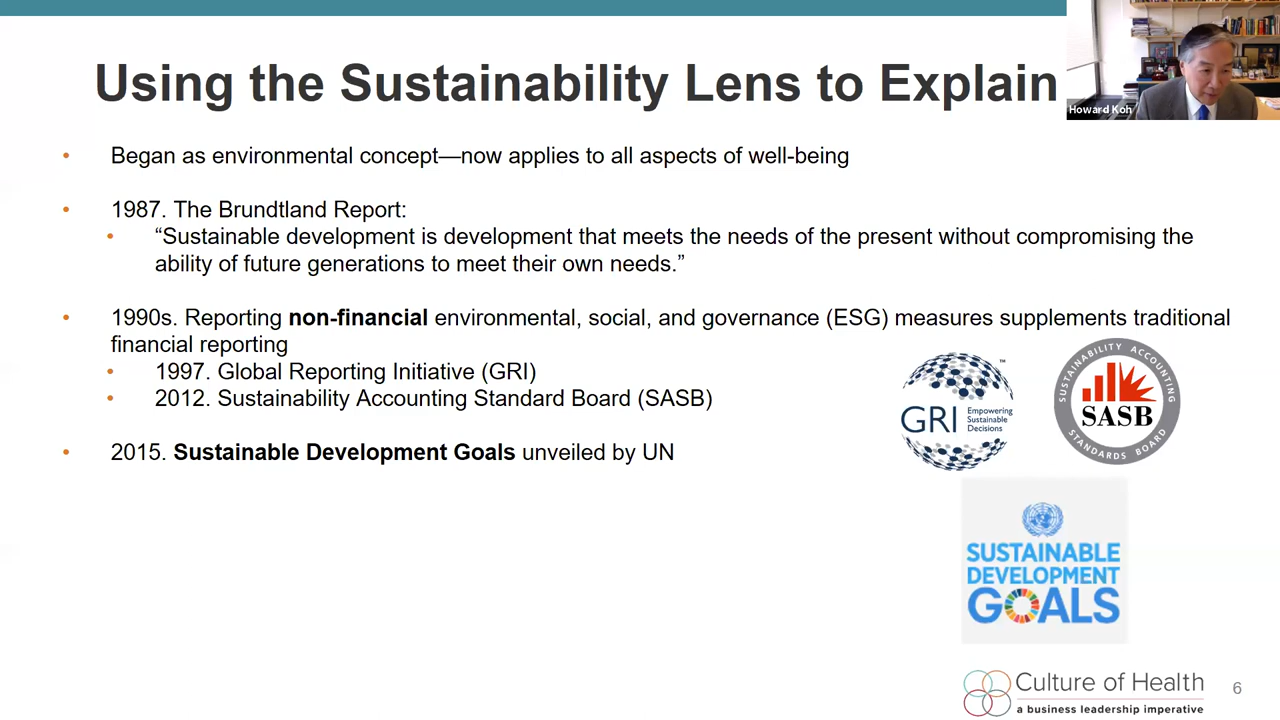 Using the Sustainability Lens to Explain
Howard Koh
• Began as environmental concept—now applies to all aspects of well-being
• 1987. The Brundtland Report:
• “Sustainable development is development that meets the needs of the present without compromising the
ability of future generations to meet their own needs.”
• 1990s. Reporting non-financial environmental, social, and governance (ESG) measures supplements traditional
financial reporting
• 1997. Global Reporting Initiative (GRI)
• 2012. Sustainability Accounting Standard Board (SASB)
• 2015. Sustainable Development Goals unveiled by UN
GRI
™
Empowering
Sustainable
Decisions
SUSTAINABILITY ACCOUNTING
SASB
STANDARDS BOARD
SUSTAINABLE
DEVELOPMENT
GOALS
Culture of Health
a business leadership imperative
6